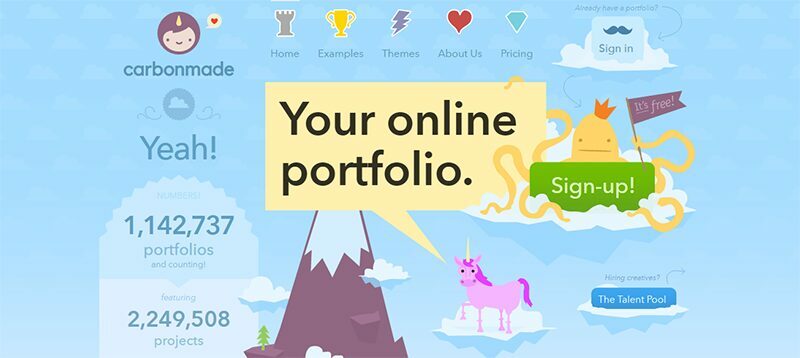 carbonmade
Home
Examples
Themes
About Us
Pricing
Already have a portfolio?
Sign in
Yeah!
NUMBERS!
1,142,737
portfolios
and counting!
featuring
2,249,508
projects
Your online
portfolio.
It's free!
Sign-up!
Hiring creatives?
The Talent Pool